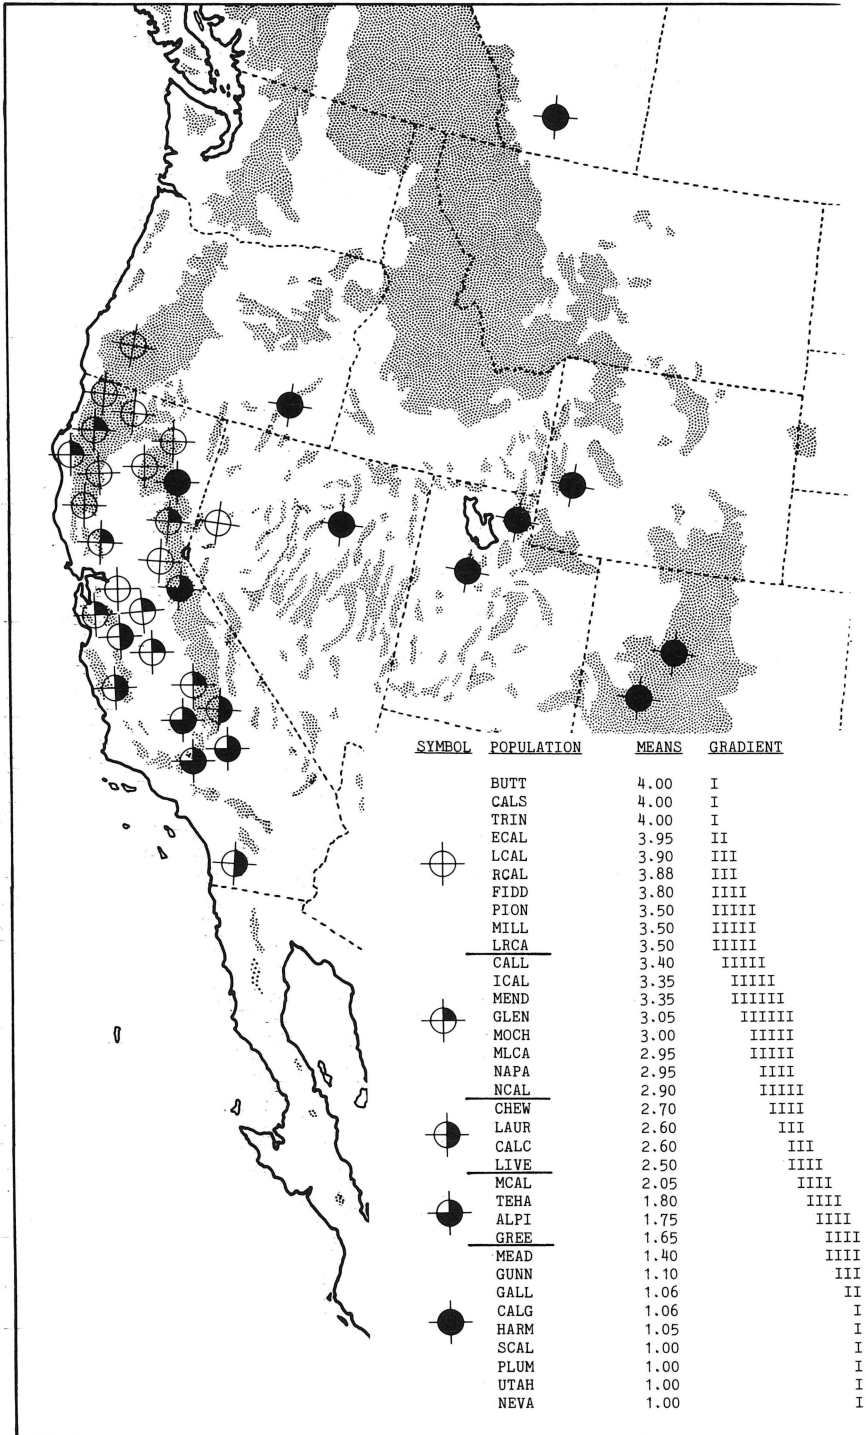 SYMBOL POPULATION MEANS GRADIENT
BUTT 4.00 I
CALS 4.00 I
TRIN 4.00 I
ECAL 3.95 II
LCAL 3.90 III
RCAL 3.88 III
FIDD 3.80 IIII
PION 3.50 IIIII
MILL 3.50 IIIII
LRCA 3.50 IIIII
CALL 3.40 IIIII
ICAL 3.35 IIIII
MEND 3.35 IIIIII
GLEN 3.05 IIIIII
MOCH 3.00 IIIII
MLCA 2.95 IIIII
NAPA 2.95 IIII
NCAL 2.90 IIIII
CHEW 2.70 IIII
LAUR 2.60 III
CALC 2.60 III
LIVE 2.50 IIII
MCAL 2.05 IIII
TEHA 1.80 IIII
ALPI 1.75 IIII
GREE 1.65 IIII
MEAD 1.40 IIII
GUNN 1.10 III
GALL 1.06 II
CALG 1.06 I
HARM 1.05 I
SCAL 1.00 I
PLUM 1.00 I
UTAH 1.00 I
NEVA 1.00 I